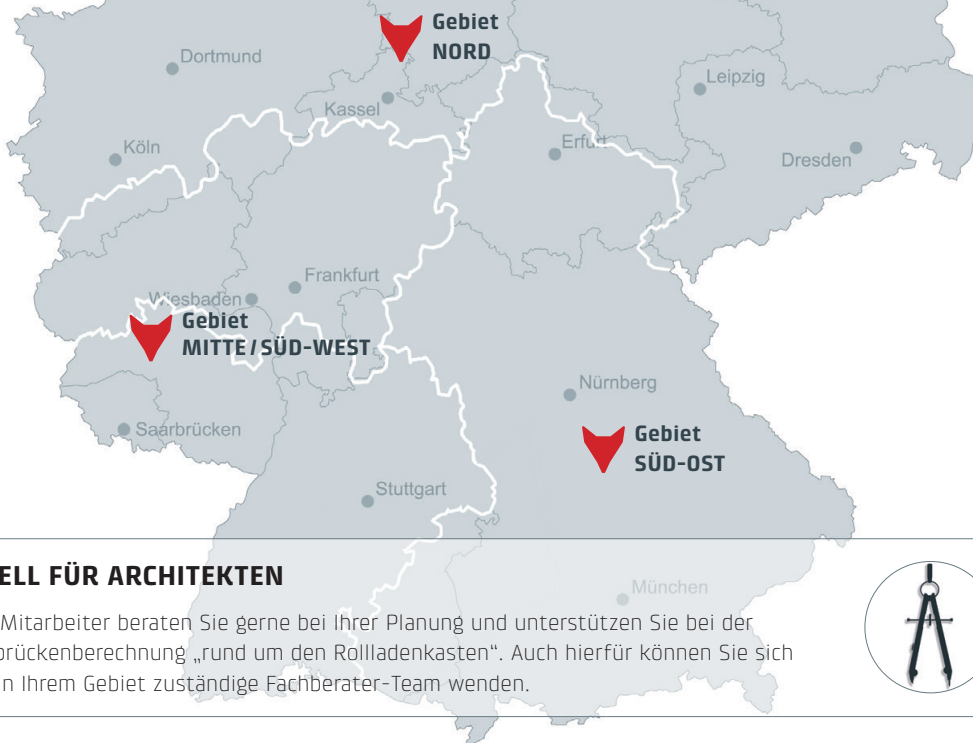 Gebiet
NORD
Dortmund
Leipzig
Kassel
Köln
Erfurt
Dresden
Frankfurt
Wiesbaden
Gebiet
MITTE/SÜD-WEST
Nürnberg
Saarbrücken
Gebiet
SÜD-OST
Stuttgart
München
ELL FÜR ARCHITEKTEN
Mitarbeiter beraten Sie gerne bei Ihrer Planung und unterstützen Sie bei der
brückenberechnung „rund um den Rollladenkasten“. Auch hierfür können Sie sich
n Ihrem Gebiet zuständige Fachberater-Team wenden.